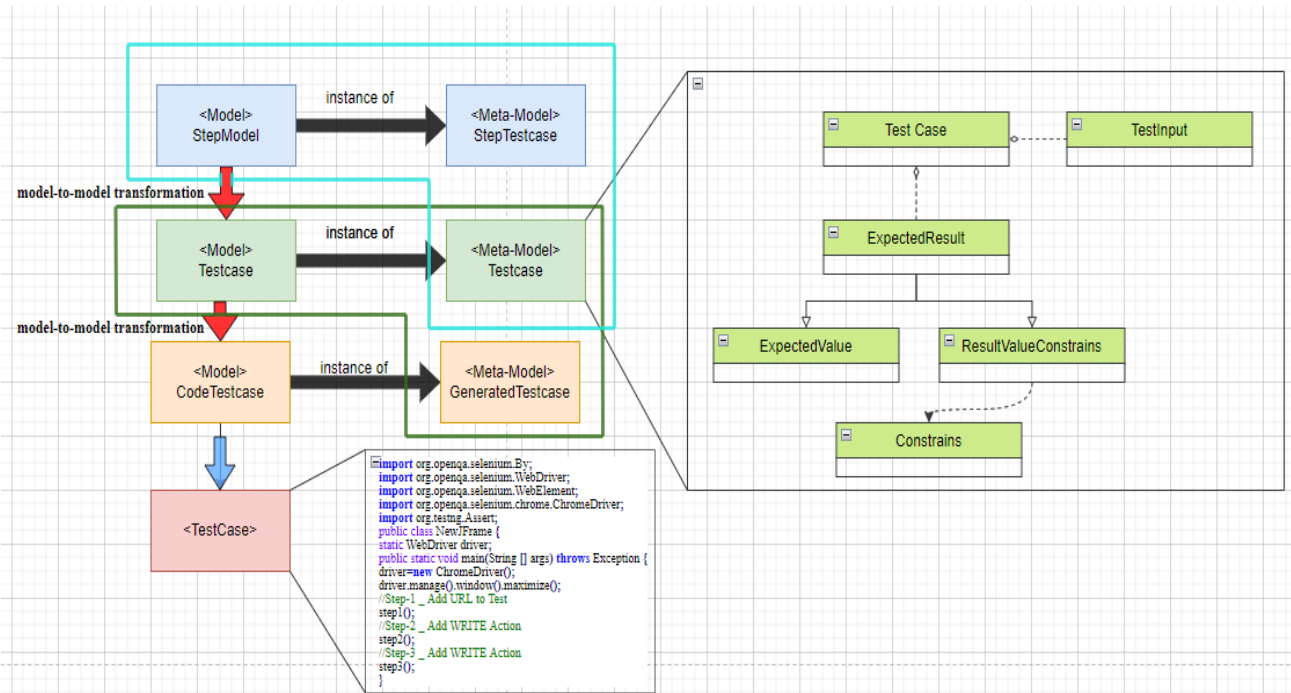 <Model>
StepModel
instance of
<Meta-Model>
StepTestcase
model-to-model transformation
<Model>
Testcase
instance of
<Meta-Model>
Testcase
model-to-model transformation
<Model>
CodeTestcase
instance of
<Meta-Model>
GeneratedTestcase
<TestCase>
import org.openqa.selenium.By;
import org.openqa.selenium.WebDriver;
import org.openqa.selenium.WebElement;
import org.openqa.selenium.chrome.ChromeDriver;
import org.testng.Assert;
public class NewJFrame {
static WebDriver driver;
public static void main(String [] args) throws Exception {
driver=new ChromeDriver();
driver.manage().window().maximize();
//Step-1 _ Add URL to Test
step1();
//Step-2 _ Add WRITE Action
step2();
//Step-3 _ Add WRITE Action
step3();
}
Test Case
TestInput
ExpectedResult
ExpectedValue
ResultValueConstrains
Constrains